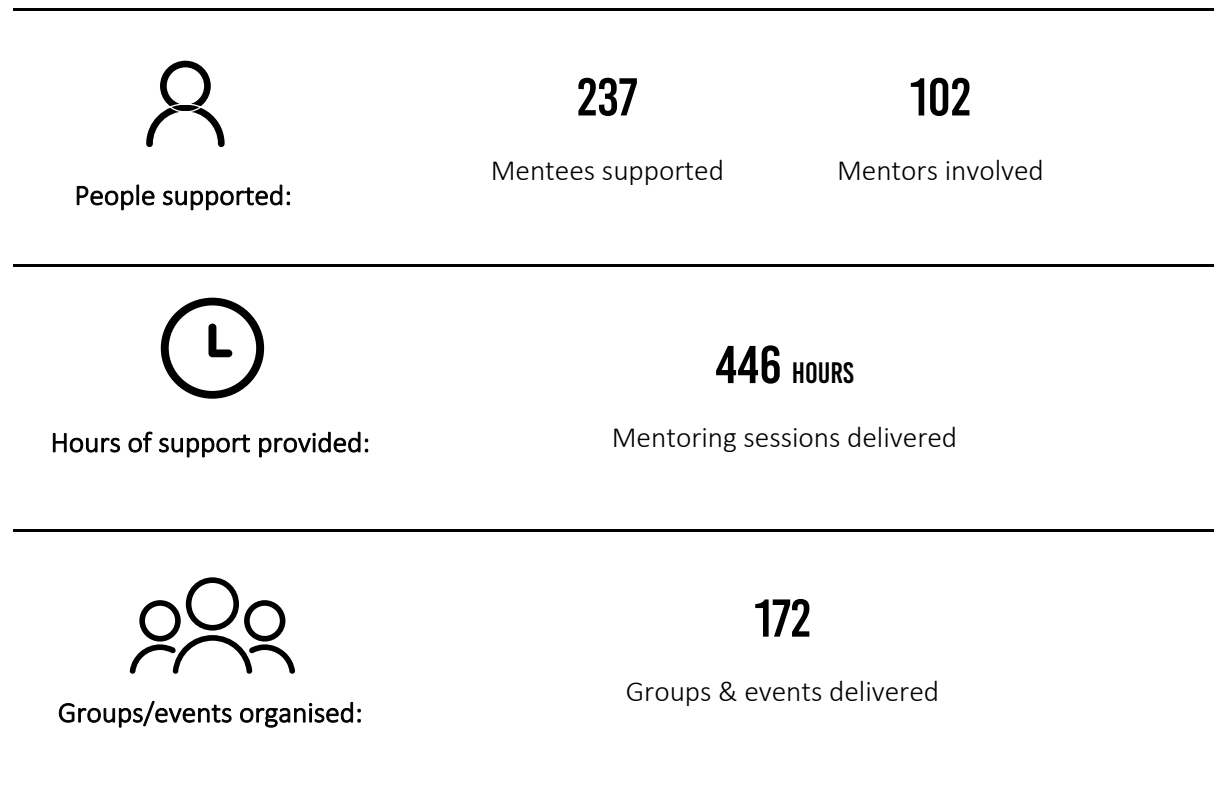 237
102
Mentees supported
Mentors involved
People supported:
446 HOURS
Mentoring sessions delivered
Hours of support provided:
172
Groups & events delivered
Groups/events organised: